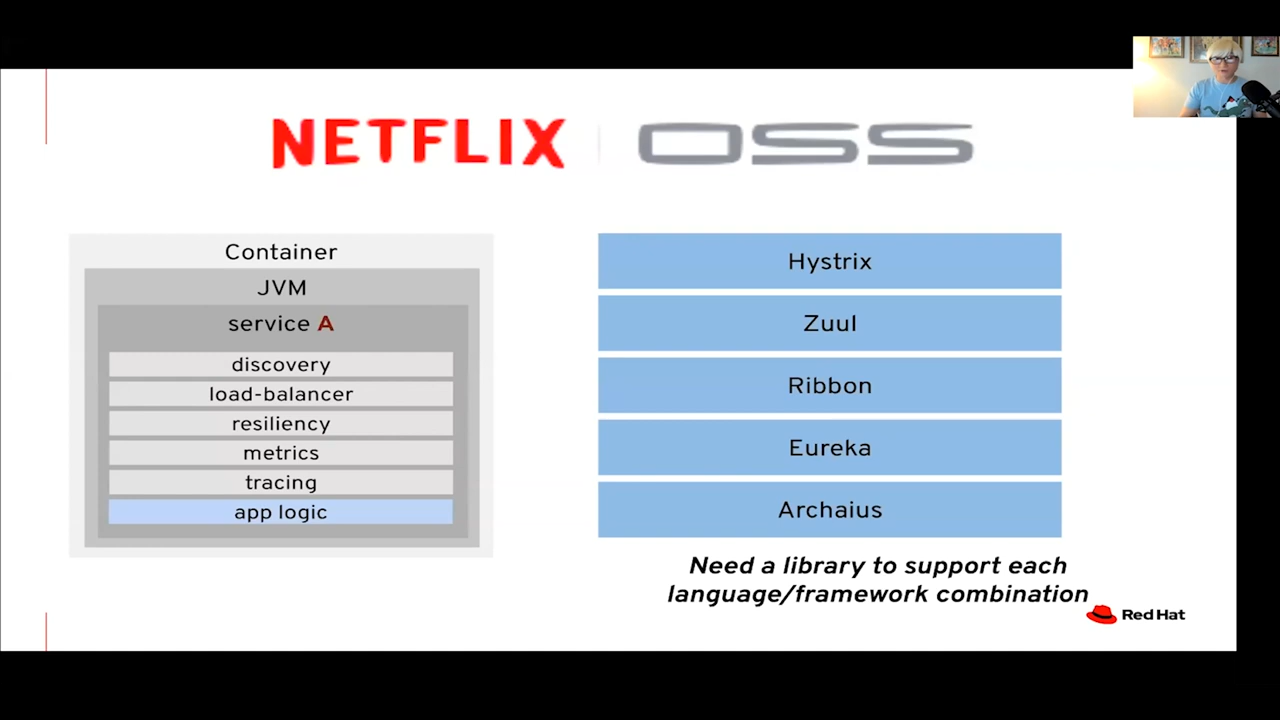 NETFLIX OSS
Container
JVM
service A
discovery
load-balancer
resiliency
metrics
tracing
app logic
Hystrix
Zuul
Ribbon
Eureka
Archaius
Need a library to support each
language/framework combination
Red Hat